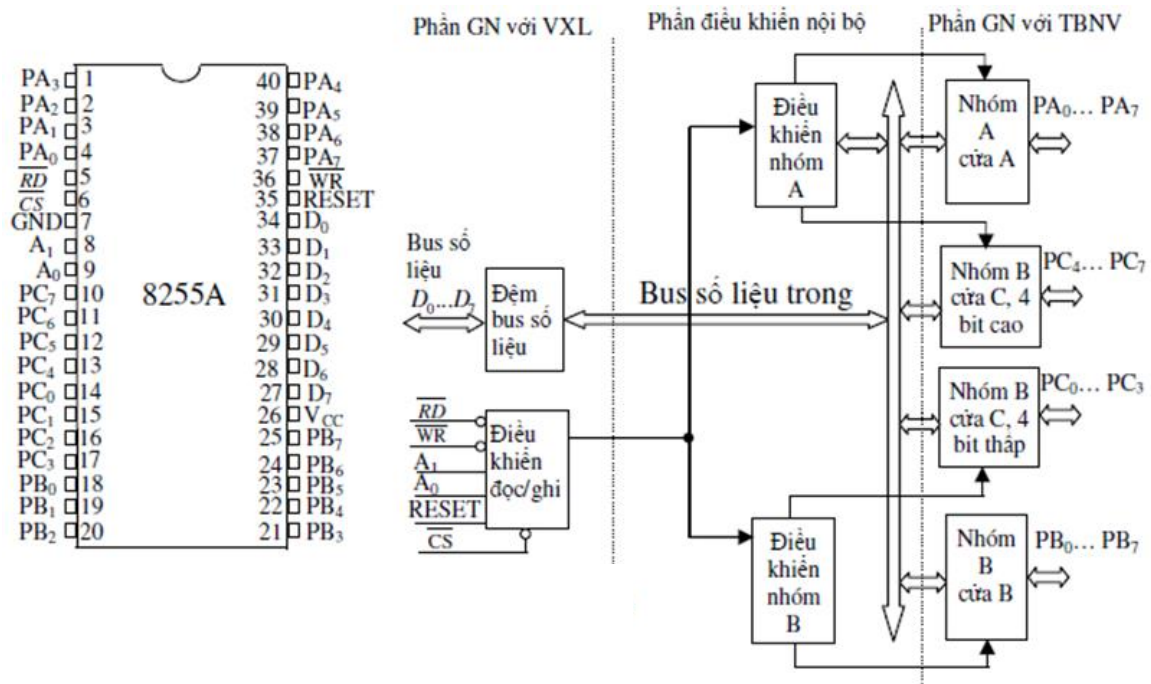 Phần GN với VXL
Phần điều khiển nội bộ
Phần GN với TBNV
PA₃ 1
PA₂ 2
PA₁ 3
PA₀ 4
R̅D̅ 5
C̅S̅ 6
GND 7
A₁ 8
A₀ 9
PC₇ 10
PC₆ 11
PC₅ 12
PC₄ 13
PC₀ 14
PC₁ 15
PC₂ 16
PC₃ 17
PB₀ 18
PB₁ 19
PB₂ 20
8255A
40 PA₄
39 PA₅
38 PA₆
37 PA₇
36 W̅R̅
35 RESET
34 D₀
33 D₁
32 D₂
31 D₃
30 D₄
29 D₅
28 D₆
27 D₇
26 V_CC
25 PB₇
24 PB₆
23 PB₅
22 PB₄
21 PB₃
Bus số
liệu
D₀...D₇
Đệm
bus số
liệu
R̅D̅
W̅R̅
A₁
A₀
RESET
C̅S̅
Điều
khiển
đọc/ghi
Bus số liệu trong
Điều
khiển
nhóm
A
Điều
khiển
nhóm
B
Nhóm
A
cửa A
PA₀... PA₇
Nhóm B
cửa C, 4
bit cao
PC₄... PC₇
Nhóm B
cửa C, 4
bit thấp
PC₀... PC₃
Nhóm
B
cửa B
PB₀... PB₇